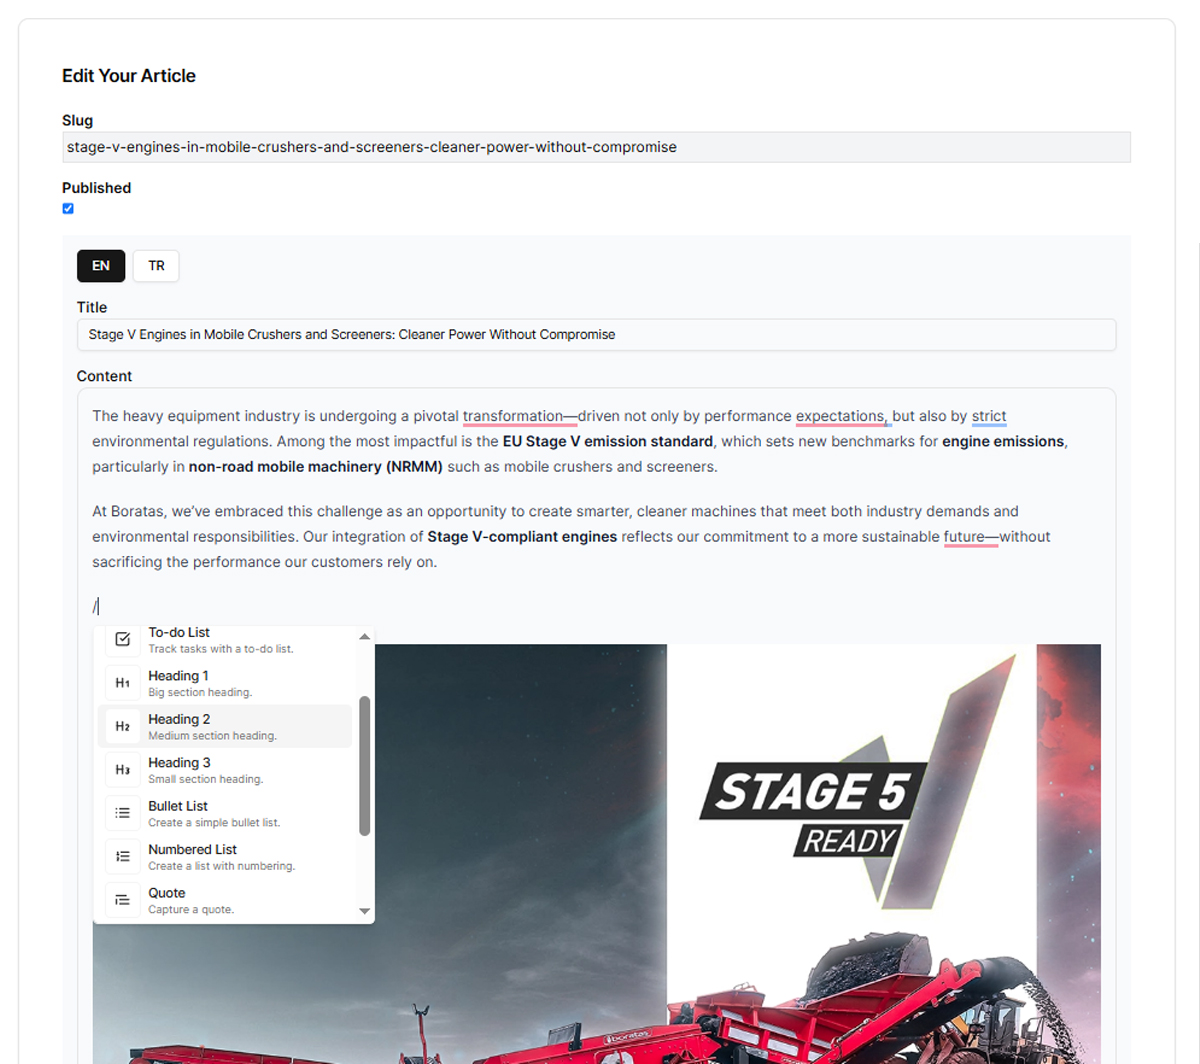 Edit Your Article
Slug
stage-v-engines-in-mobile-crushers-and-screeners-cleaner-power-without-compromise
Published
EN
TR
Title
Stage V Engines in Mobile Crushers and Screeners: Cleaner Power Without Compromise
Content
The heavy equipment industry is undergoing a pivotal transformation—driven not only by performance expectations, but also by strict
environmental regulations. Among the most impactful is the EU Stage V emission standard, which sets new benchmarks for engine emissions,
particularly in non-road mobile machinery (NRMM) such as mobile crushers and screeners.
At Boratas, we’ve embraced this challenge as an opportunity to create smarter, cleaner machines that meet both industry demands and
environmental responsibilities. Our integration of Stage V-compliant engines reflects our commitment to a more sustainable future—without
sacrificing the performance our customers rely on.
/
To-do List
Track tasks with a to-do list.
H1
Heading 1
Big section heading.
H2
Heading 2
Medium section heading.
H3
Heading 3
Small section heading.
Bullet List
Create a simple bullet list.
Numbered List
Create a list with numbering.
Quote
Capture a quote.
STAGE 5
READY
boratas